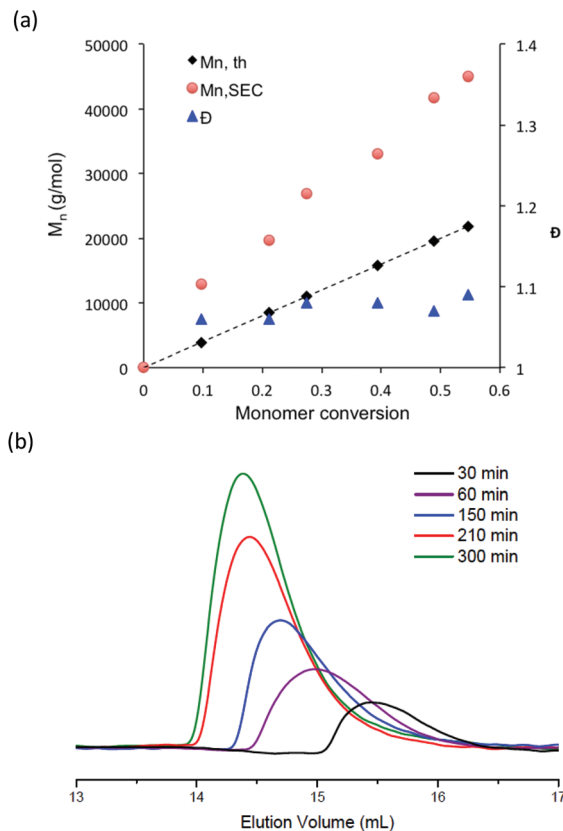 (a)
50000
40000
30000
20000
10000
0
Mn (g/mol)
Mn, th
Mn,SEC
Đ
1.4
1.3
1.2
1.1
1
Đ
0 0.1 0.2 0.3 0.4 0.5 0.6
Monomer conversion
(b)
30 min
60 min
150 min
210 min
300 min
13 14 15 16 17
Elution Volume (mL)